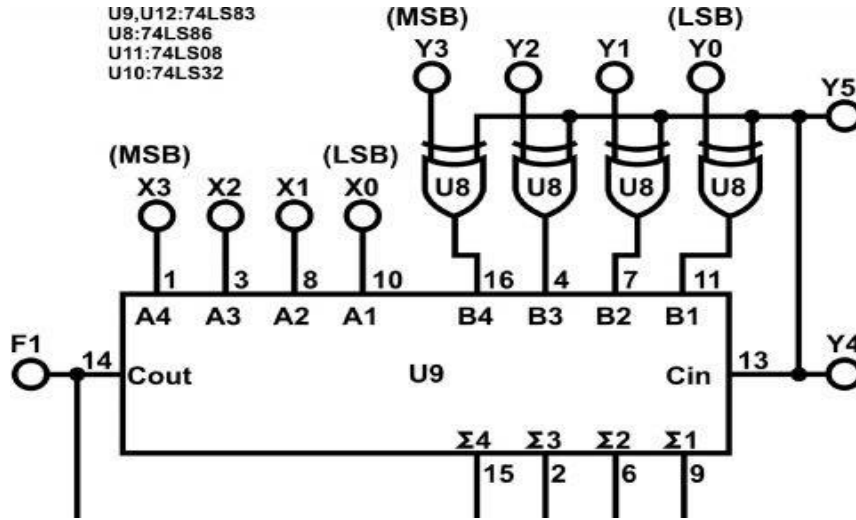 U9,U12:74LS83
U8:74LS86
U11:74LS08
U10:74LS32
(MSB) (LSB)
Y3 Y2 Y1 Y0
Y5
(MSB) (LSB)
X3 X2 X1 X0
U8 U8 U8 U8
1 3 8 10 16 4 7 11
A4 A3 A2 A1 B4 B3 B2 B1
F1 14 Cout U9 Cin 13 Y4
Σ4 Σ3 Σ2 Σ1
15 2 6 9